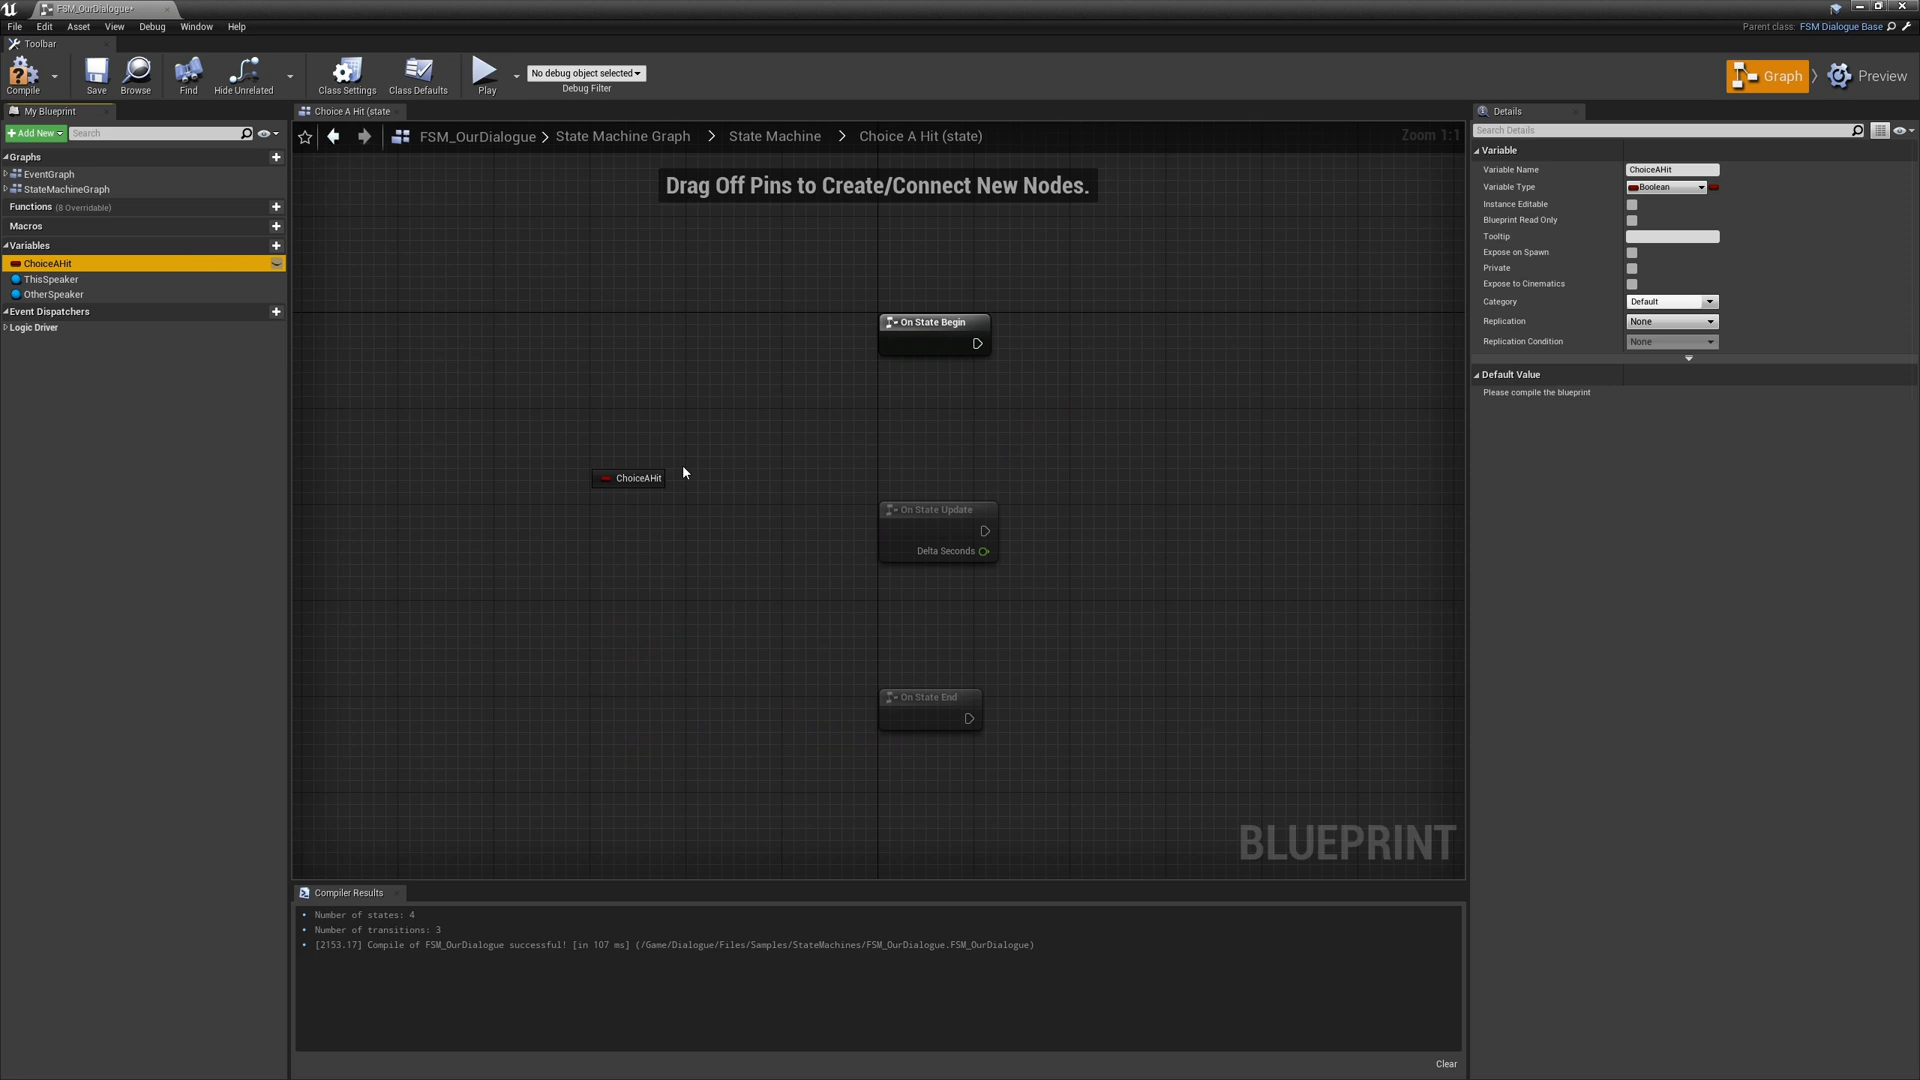 FSM_OurDialogue*
File Edit Asset View Debug Window Help
Parent class: FSM Dialogue Base
Toolbar
Compile
Save
Browse
Find
Hide Unrelated
Class Settings
Class Defaults
Play
No debug object selected
Debug Filter
Graph
Preview
My Blueprint
+Add New
Search
Graphs
EventGraph
StateMachineGraph
Functions (8 Overridable)
Macros
Variables
ChoiceAHit
ThisSpeaker
OtherSpeaker
Event Dispatchers
Logic Driver
Choice A Hit (state
FSM_OurDialogue > State Machine Graph > State Machine > Choice A Hit (state)
Zoom 1:1
Drag Off Pins to Create/Connect New Nodes.
On State Begin
ChoiceAHit
On State Update
Delta Seconds
On State End
BLUEPRINT
Compiler Results
Number of states: 4
Number of transitions: 3
[2153.17] Compile of FSM_OurDialogue successful! [in 107 ms] (/Game/Dialogue/Files/Samples/StateMachines/FSM_OurDialogue.FSM_OurDialogue)
Clear
Details
Search Details
Variable
Variable Name ChoiceAHit
Variable Type Boolean
Instance Editable
Blueprint Read Only
Tooltip
Expose on Spawn
Private
Expose to Cinematics
Category Default
Replication None
Replication Condition None
Default Value
Please compile the blueprint